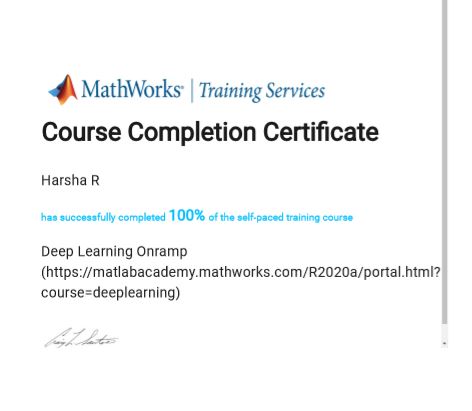 MathWorks® | Training Services
Course Completion Certificate
Harsha R
has successfully completed 100% of the self-paced training course
Deep Learning Onramp
(https://matlabacademy.mathworks.com/R2020a/portal.html?
course=deeplearning)